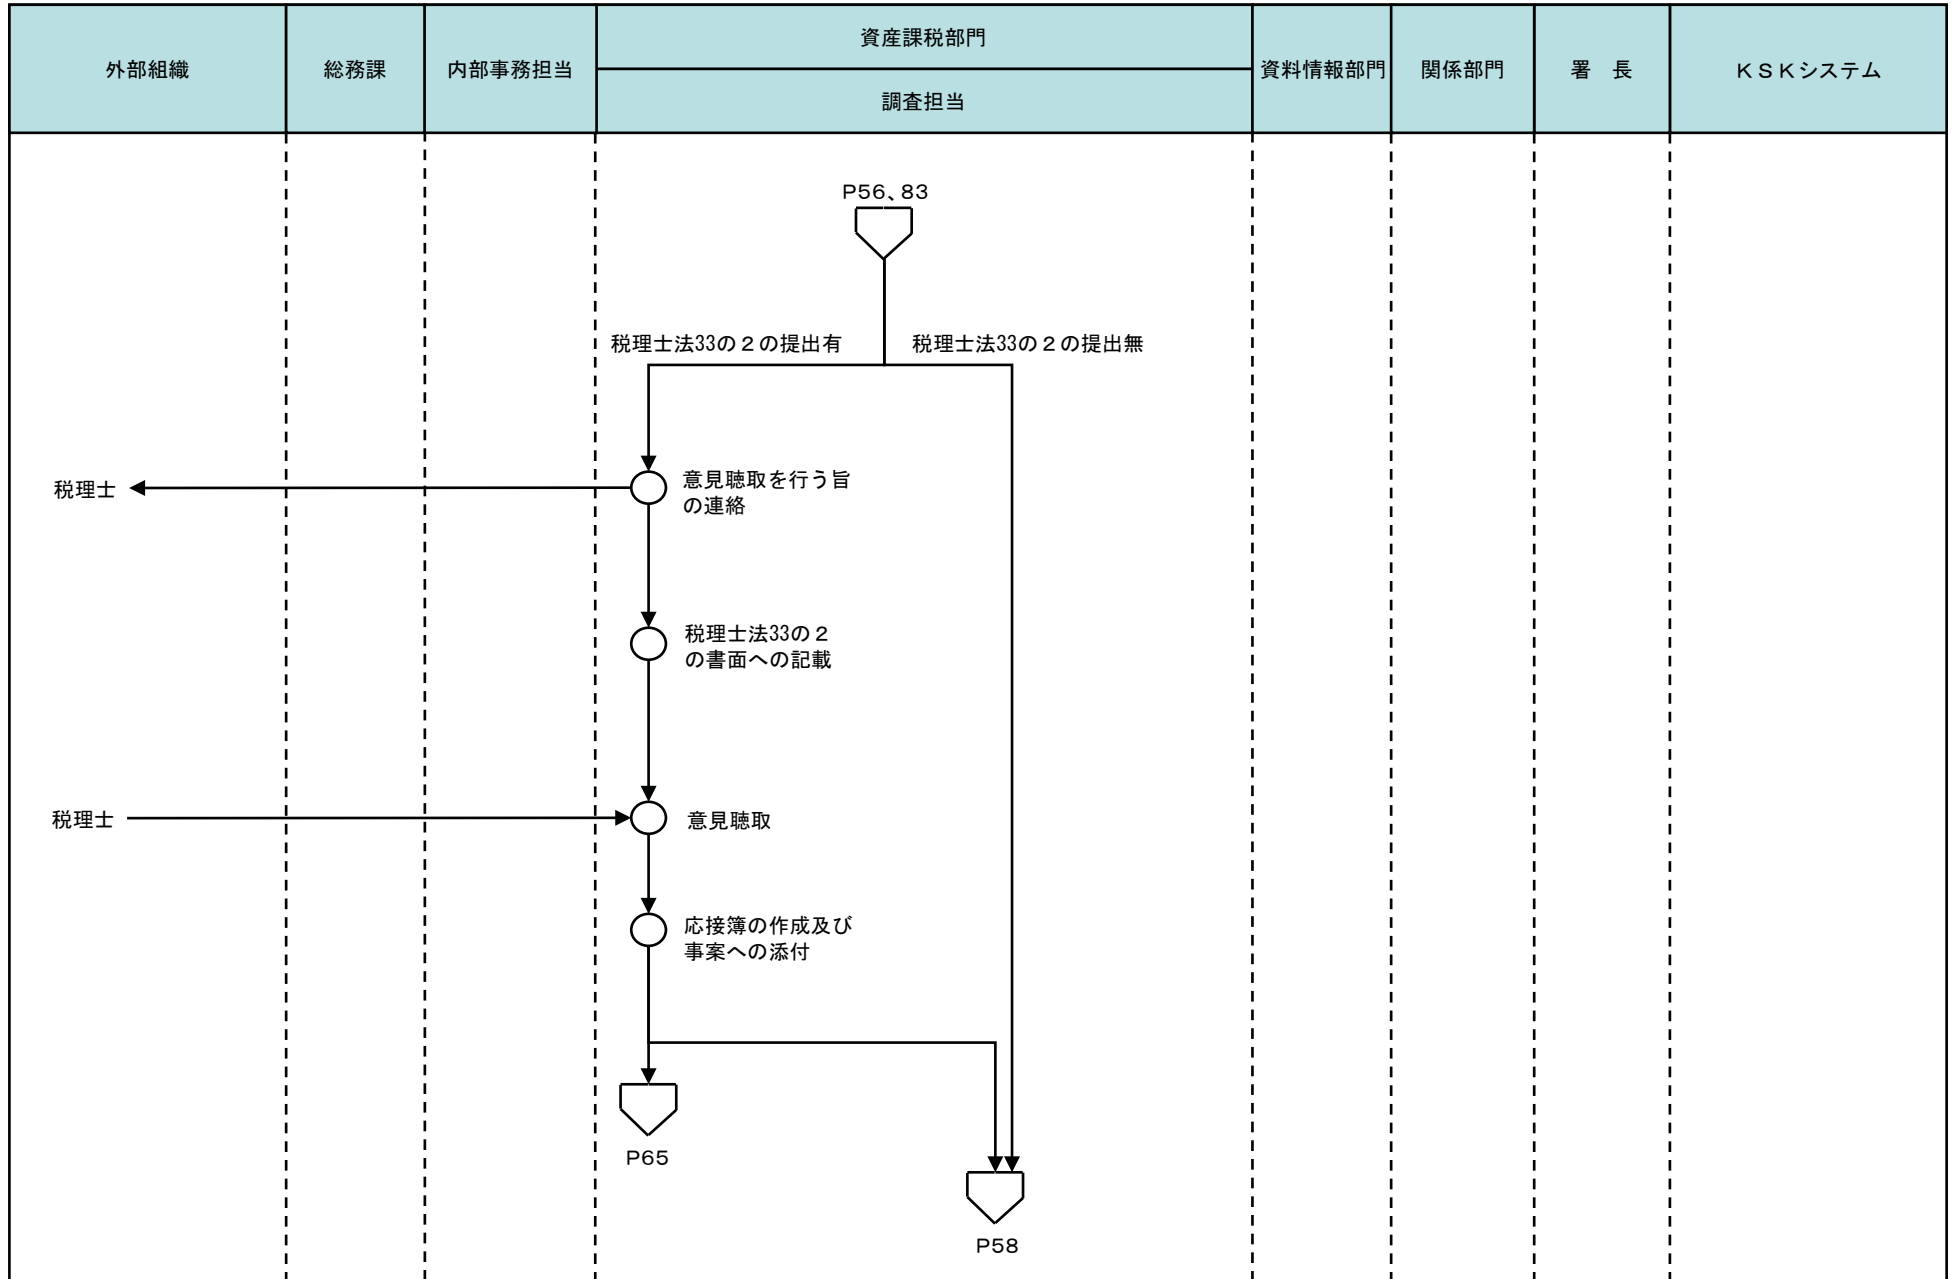 外部組織
総務課
内部事務担当
資産課税部門
調査担当
資料情報部門
関係部門
署　長
ＫＳＫシステム
P56、83
税理士法33の２の提出有
税理士法33の２の提出無
税理士
意見聴取を行う旨
の連絡
税理士法33の２
の書面への記載
税理士
意見聴取
応接簿の作成及び
事案への添付
P65
P58